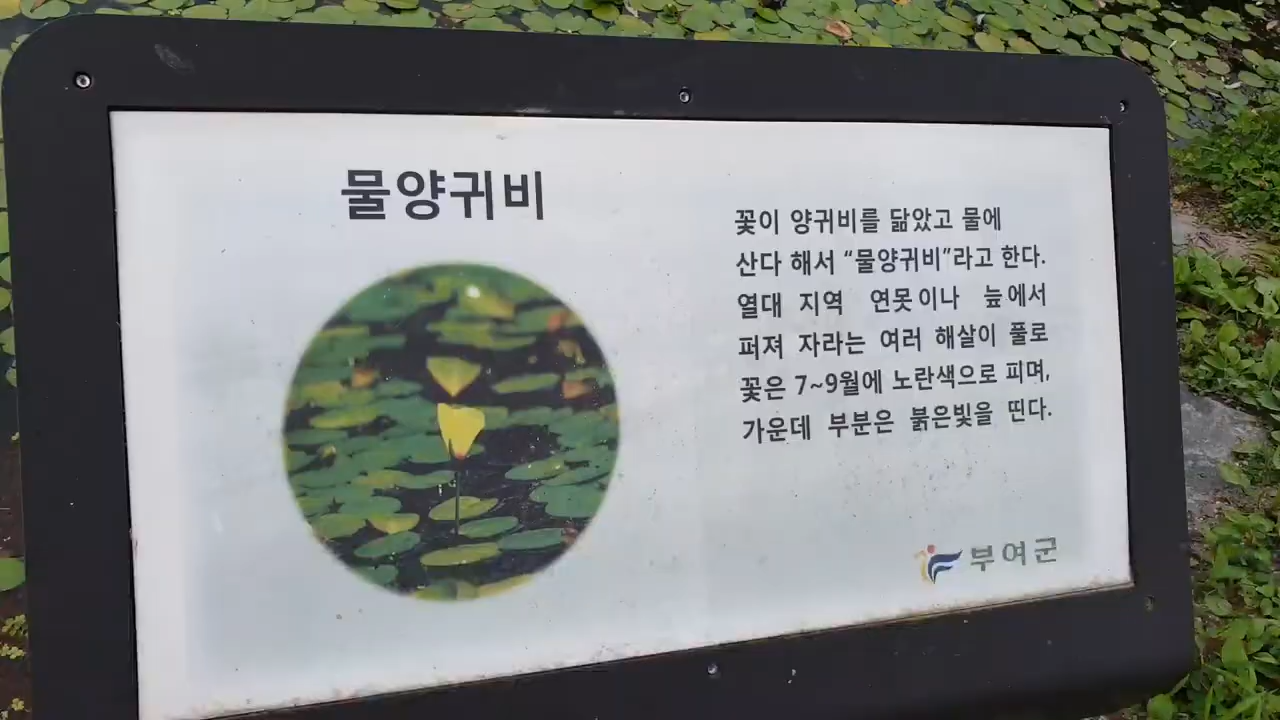 물양귀비
꽃이 양귀비를 닮았고 물에
산다 해서 “물양귀비”라고 한다.
열대 지역 연못이나 늪에서
퍼져 자라는 여러 해살이 풀로
꽃은 7~9월에 노란색으로 피며,
가운데 부분은 붉은빛을 띤다.
부여군